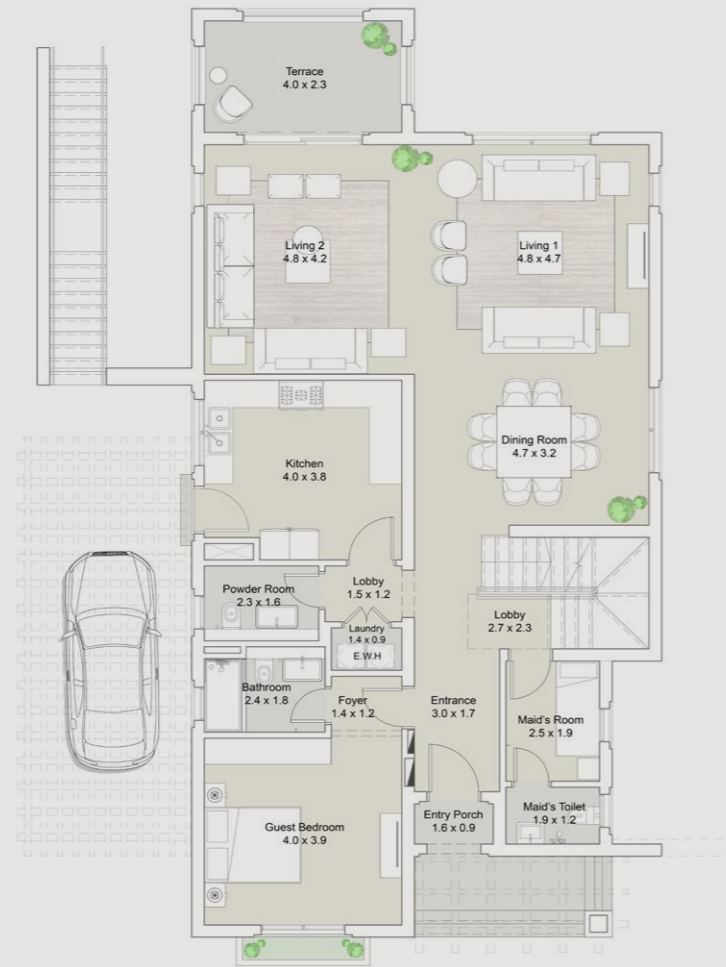 Terrace
4.0 x 2.3
Living 2
4.8 x 4.2
Living 1
4.8 x 4.7
Dining Room
4.7 x 3.2
Kitchen
4.0 x 3.8
Lobby
1.5 x 1.2
Powder Room
2.3 x 1.6
Lobby
2.7 x 2.3
Laundry
1.4 x 0.9
E.W.H
Bathroom
2.4 x 1.8
Foyer
1.4 x 1.2
Entrance
3.0 x 1.7
Maid's Room
2.5 x 1.9
Maid's Toilet
1.9 x 1.2
Entry Porch
1.6 x 0.9
Guest Bedroom
4.0 x 3.9